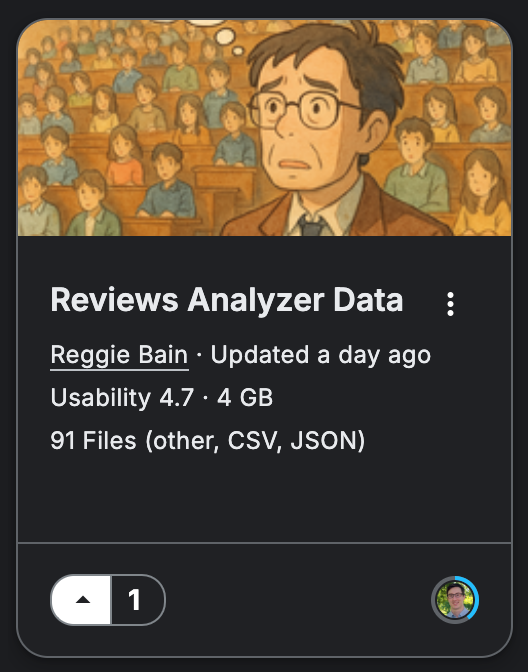 Reviews Analyzer Data
Reggie Bain · Updated a day ago
Usability 4.7 · 4 GB
91 Files (other, CSV, JSON)
1